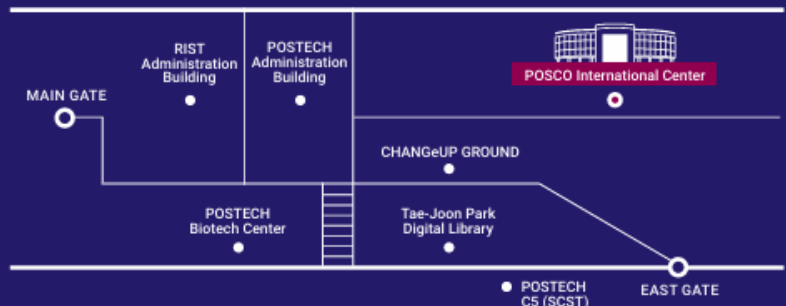 RIST
Administration
Building
POSTECH
Administration
Building
POSCO International Center
MAIN GATE
CHANGeUP GROUND
POSTECH
Biotech Center
Tae-Joon Park
Digital Library
POSTECH
C5 (SCST)
EAST GATE